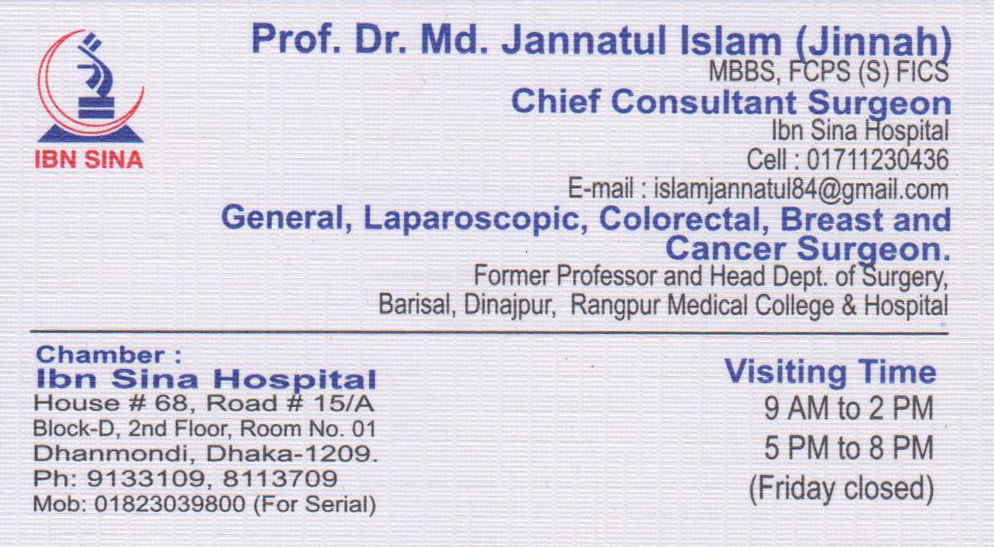 IBN SINA
Prof. Dr. Md. Jannatul Islam (Jinnah)
MBBS, FCPS (S) FICS
Chief Consultant Surgeon
Ibn Sina Hospital
Cell : 01711230436
E-mail : islamjannatul84@gmail.com
General, Laparoscopic, Colorectal, Breast and
Cancer Surgeon.
Former Professor and Head Dept. of Surgery,
Barisal, Dinajpur, Rangpur Medical College & Hospital
Chamber :
Ibn Sina Hospital
House # 68, Road # 15/A
Block-D, 2nd Floor, Room No. 01
Dhanmondi, Dhaka-1209.
Ph: 9133109, 8113709
Mob: 01823039800 (For Serial)
Visiting Time
9 AM to 2 PM
5 PM to 8 PM
(Friday closed)